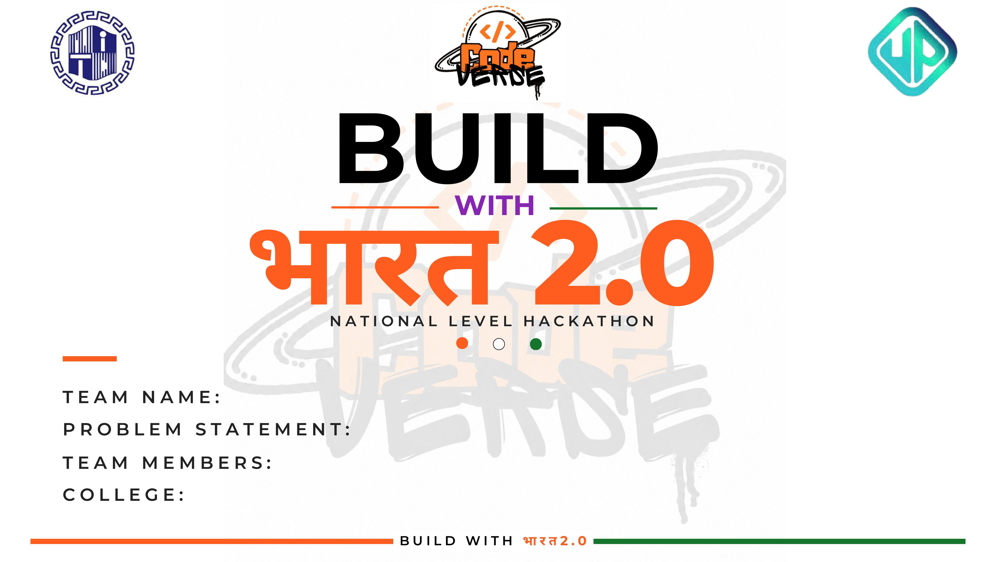 </>
Code
VERSE
BUILD
WITH
भारत 2.0
NATIONAL LEVEL HACKATHON
TEAM NAME:
PROBLEM STATEMENT:
TEAM MEMBERS:
COLLEGE:
BUILD WITH भारत2.0